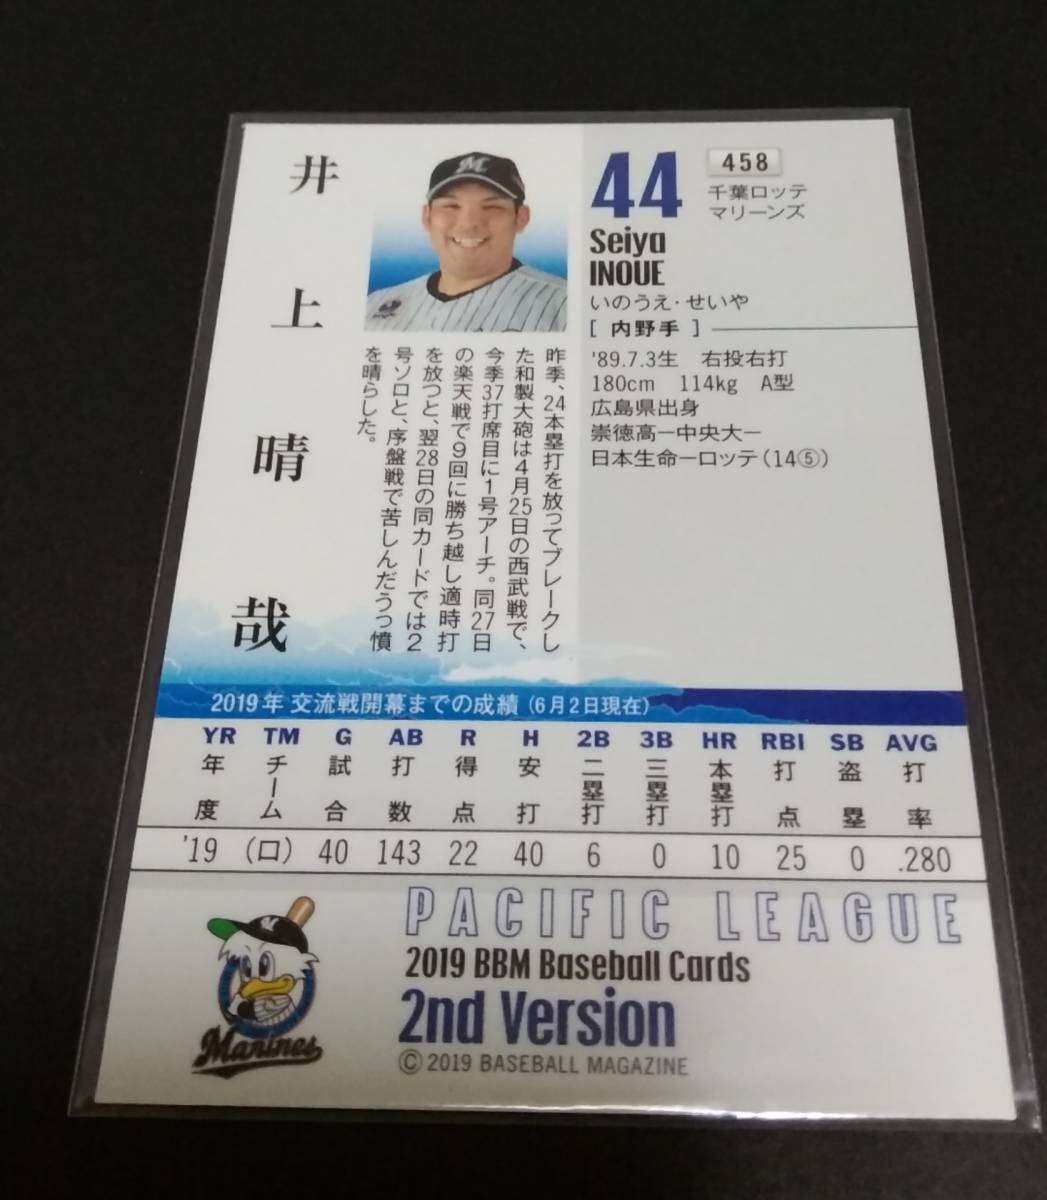 井上晴哉
44
458
千葉ロッテ
マリーンズ
Seiya
INOUE
いのうえ・せいや
[ 内野手 ]
'89.7.3生 右投右打
180cm 114kg A型
広島県出身
崇徳高ー中央大ー
日本生命ーロッテ(14⑤)
昨季、24本塁打を放ってブレークし
た和製大砲は4月25日の西武戦で、
今季37打席目に1号アーチ。同27日
の楽天戦で9回に勝ち越し適時打
を放つと、翌28日の同カードでは2
号ソロと、序盤戦で苦しんだうっ憤
を晴らした。
2019年 交流戦開幕までの成績 (6月2日現在)
YR TM G AB R H 2B 3B HR RBI SB AVG
年度 チーム 試合 打数 得点 安打 二塁打 三塁打 本塁打 打点 盗塁 打率
'19 (ロ) 40 143 22 40 6 0 10 25 0 .280
PACIFIC LEAGUE
2019 BBM Baseball Cards
2nd Version
© 2019 BASEBALL MAGAZINE
M
Marines